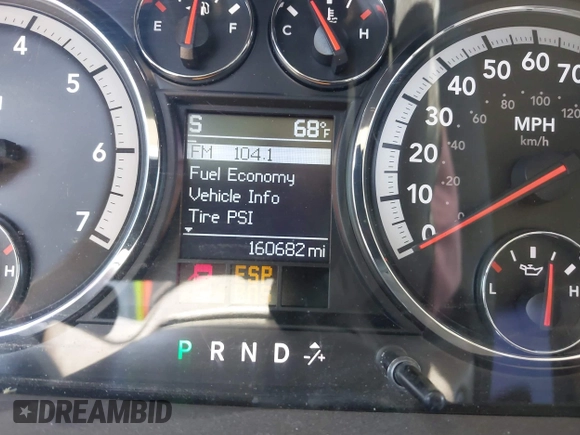 E F
C H
4
5
6
7
H
S 68°F
FM 104.1
Fuel Economy
Vehicle Info
Tire PSI
160682 mi
ESP
P R N D -/+
0 10 20 30 40 50 60 70
0 20 40 60 80 100 120
MPH
km/h
L H
DREAMBID